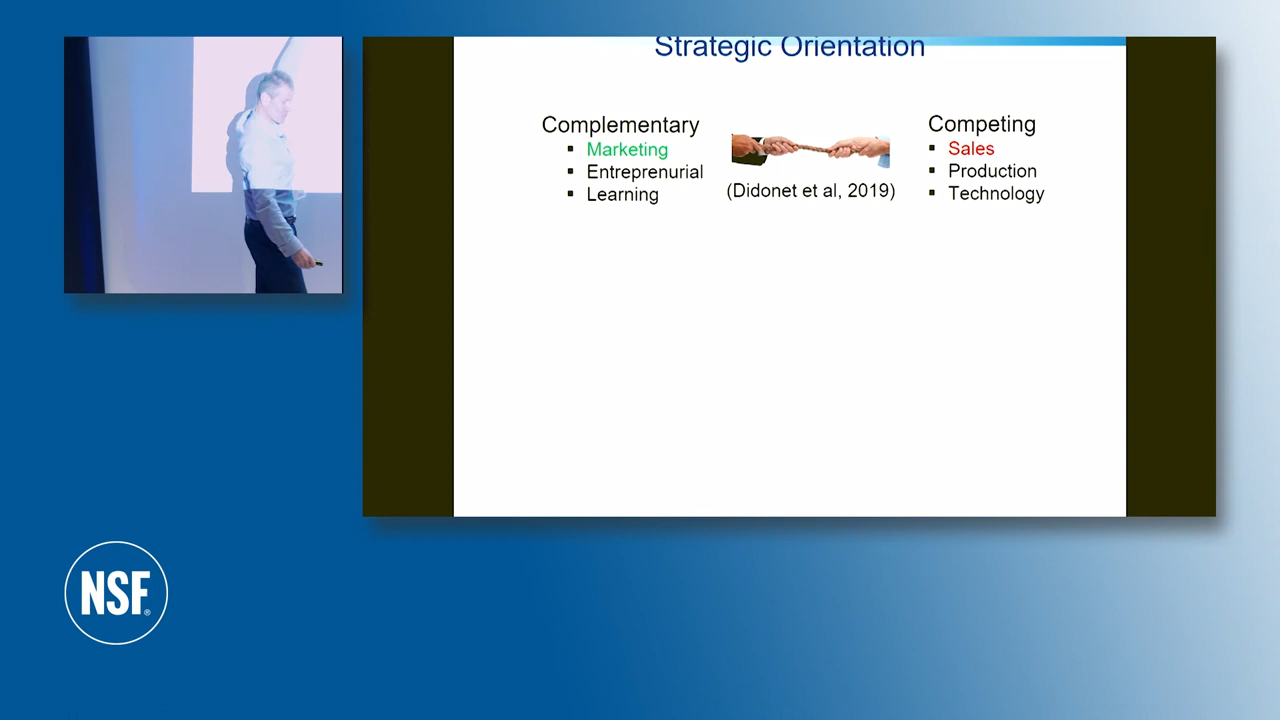 Strategic Orientation
Complementary
▪ Marketing
▪ Entreprenurial
▪ Learning
(Didonet et al, 2019)
Competing
▪ Sales
▪ Production
▪ Technology
NSF®